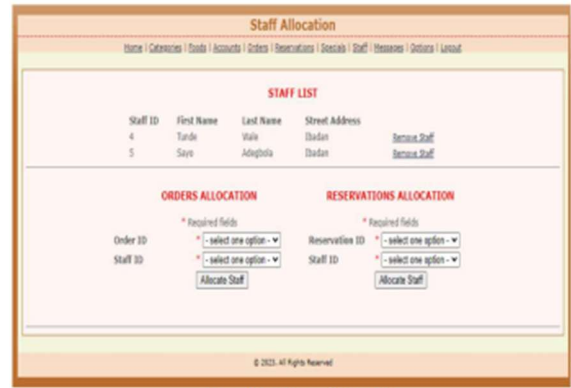 Staff Allocation
Home | Categories | Foods | Accounts | Orders | Reservations | Specials | Staff | Messages | Options | Logout
STAFF LIST
Staff ID First Name Last Name Street Address
4 Tunde Wale Ibadan Remove Staff
5 Sayo Adegbola Ibadan Remove Staff
ORDERS ALLOCATION RESERVATIONS ALLOCATION
* Required fields * Required fields
Order ID * - select one option - Reservation ID * - select one option -
Staff ID * - select one option - Staff ID * - select one option -
Allocate Staff Allocate Staff
© 2023. All Rights Reserved